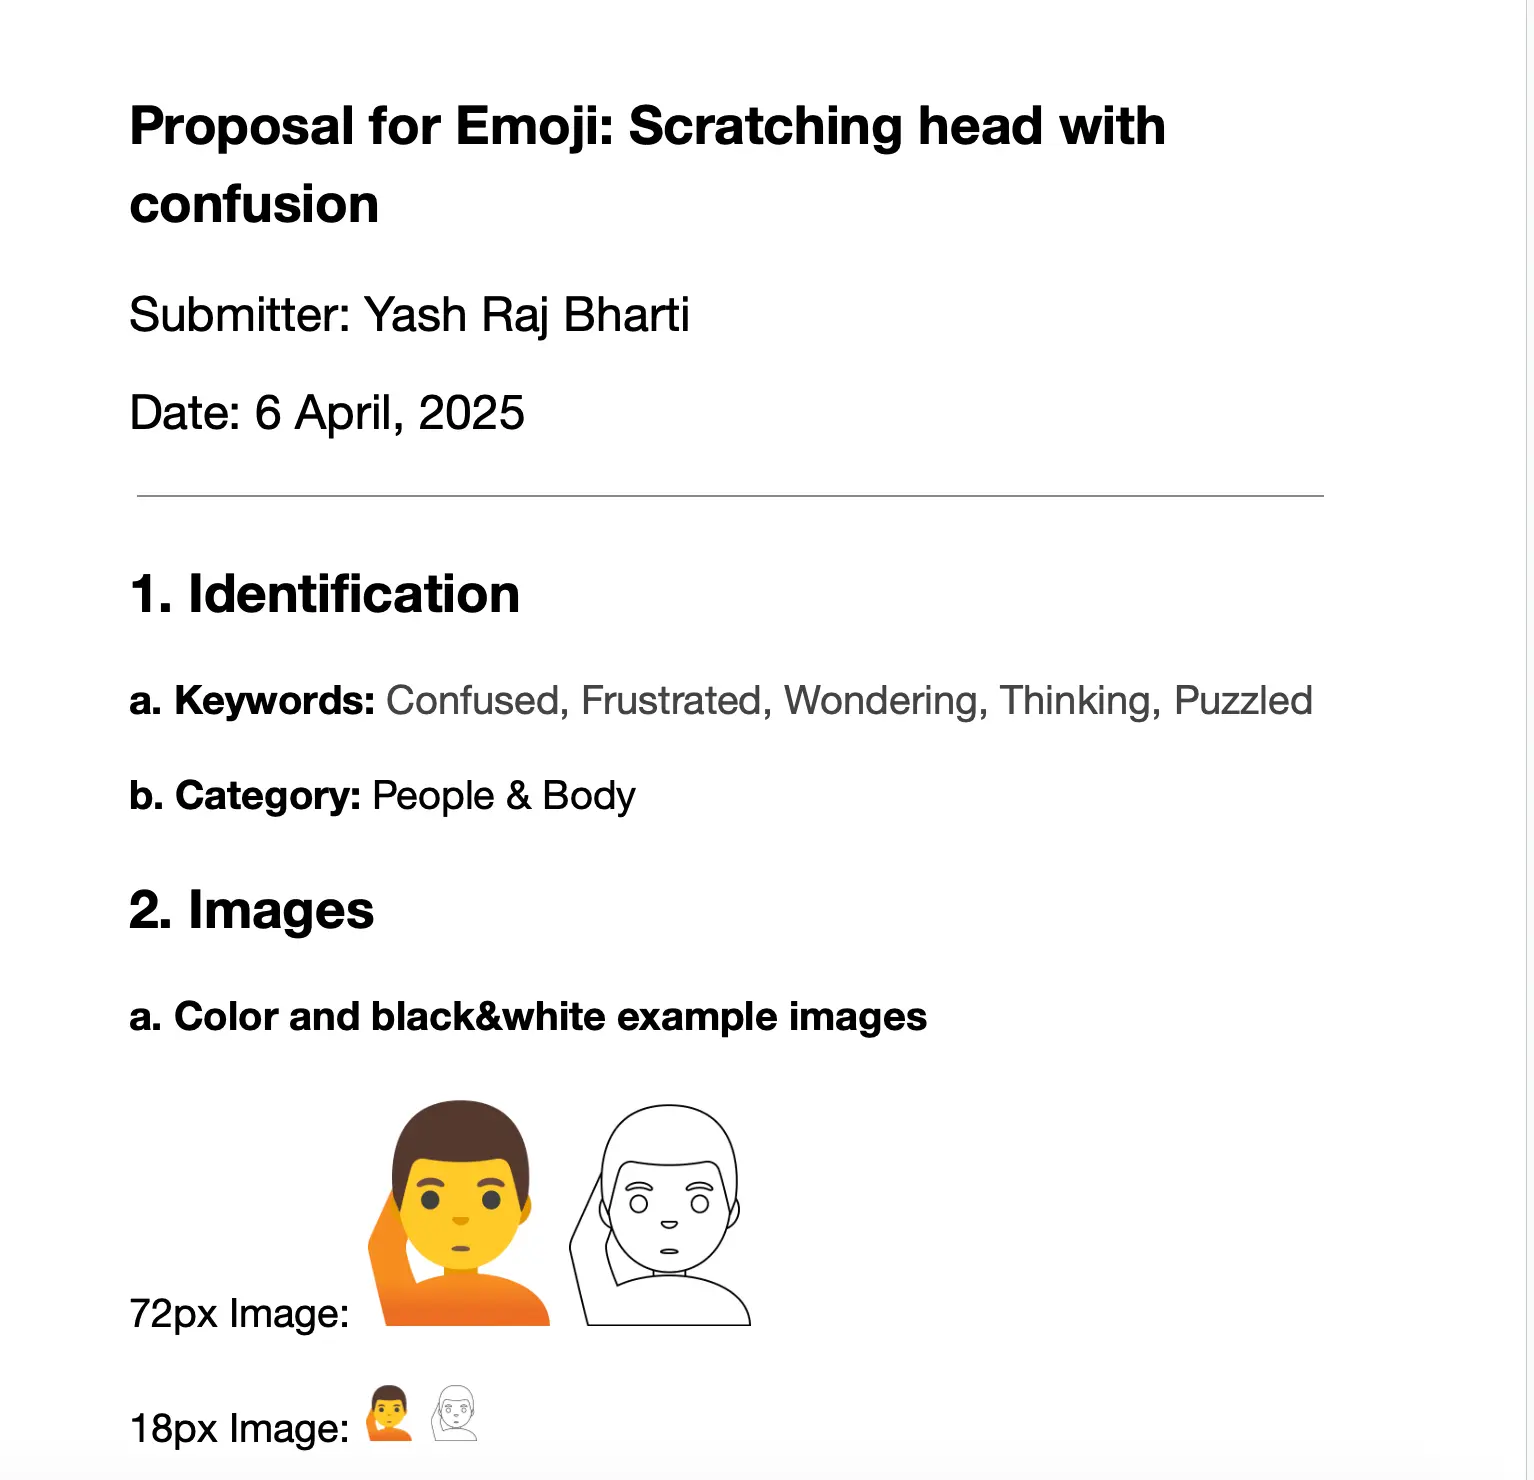 Proposal for Emoji: Scratching head with
confusion
Submitter: Yash Raj Bharti
Date: 6 April, 2025
1. Identification
a. Keywords: Confused, Frustrated, Wondering, Thinking, Puzzled
b. Category: People & Body
2. Images
a. Color and black&white example images
72px Image:
18px Image: